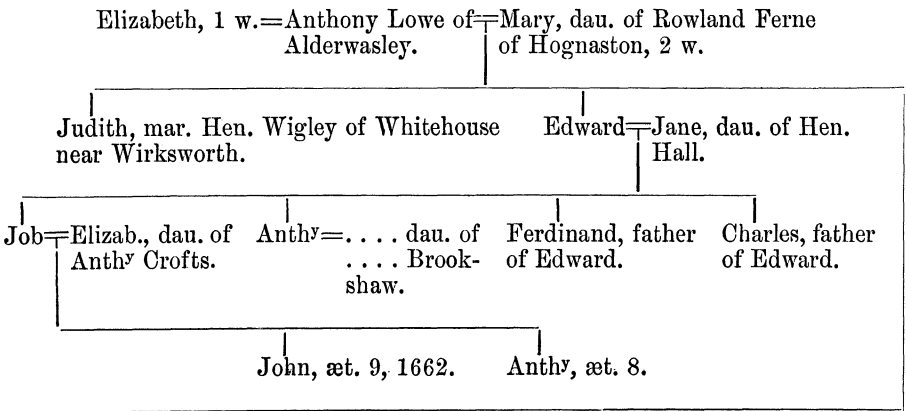 Elizabeth, 1 w.=Anthony Lowe of=Mary, dau. of Rowland Ferne
Alderwasley. of Hognaston, 2 w.
Judith, mar. Hen. Wigley of Whitehouse
near Wirksworth.
Edward=Jane, dau. of Hen.
Hall.
Job=Elizab., dau. of
Anthʸ Crofts.
Anthʸ=.... dau. of
.... Brook-
shaw.
Ferdinand, father
of Edward.
Charles, father
of Edward.
John, æt. 9, 1662.
Anthʸ, æt. 8.